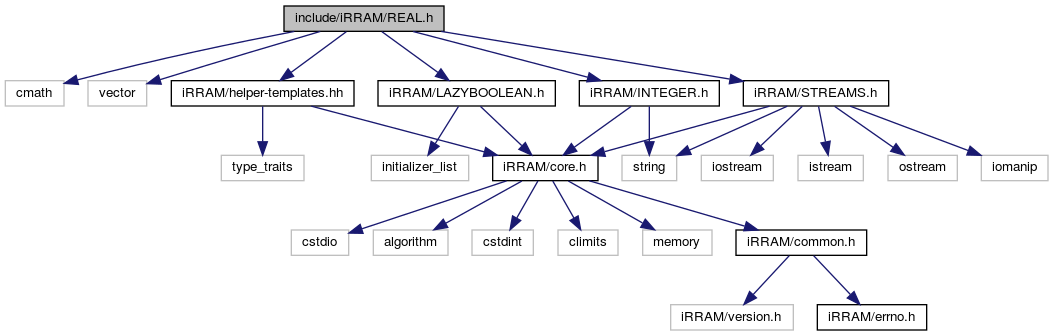 include/iRRAM/REAL.h
cmath
vector
iRRAM/helper-templates.hh
iRRAM/LAZYBOOLEAN.h
iRRAM/INTEGER.h
iRRAM/STREAMS.h
type_traits
initializer_list
iRRAM/core.h
string
iostream
istream
ostream
iomanip
cstdio
algorithm
cstdint
climits
memory
iRRAM/common.h
iRRAM/version.h
iRRAM/errno.h